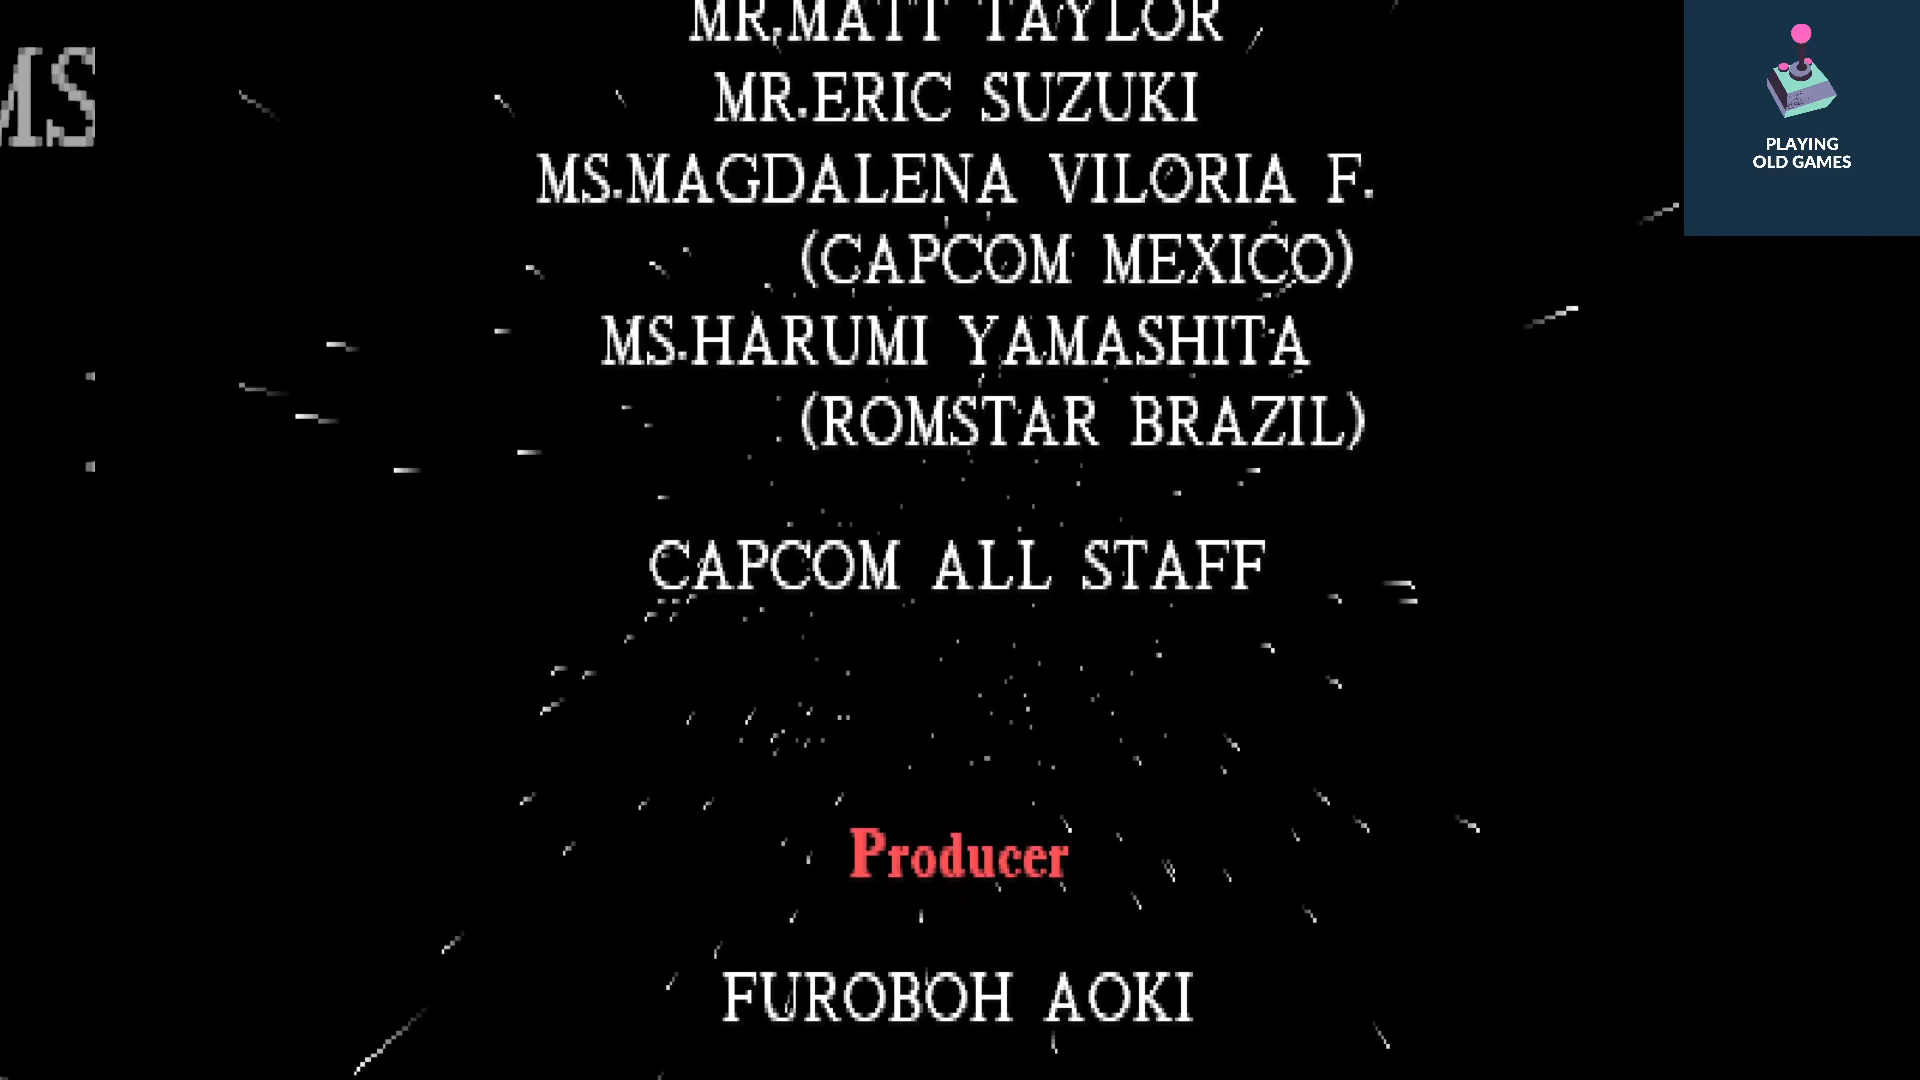 MR.MATT TAYLOR
MS
MR.ERIC SUZUKI
MS.MAGDALENA VILORIA F.
(CAPCOM MEXICO)
MS.HARUMI YAMASHITA
(ROMSTAR BRAZIL)
CAPCOM ALL STAFF
Producer
FUROBOH AOKI
PLAYING
OLD GAMES